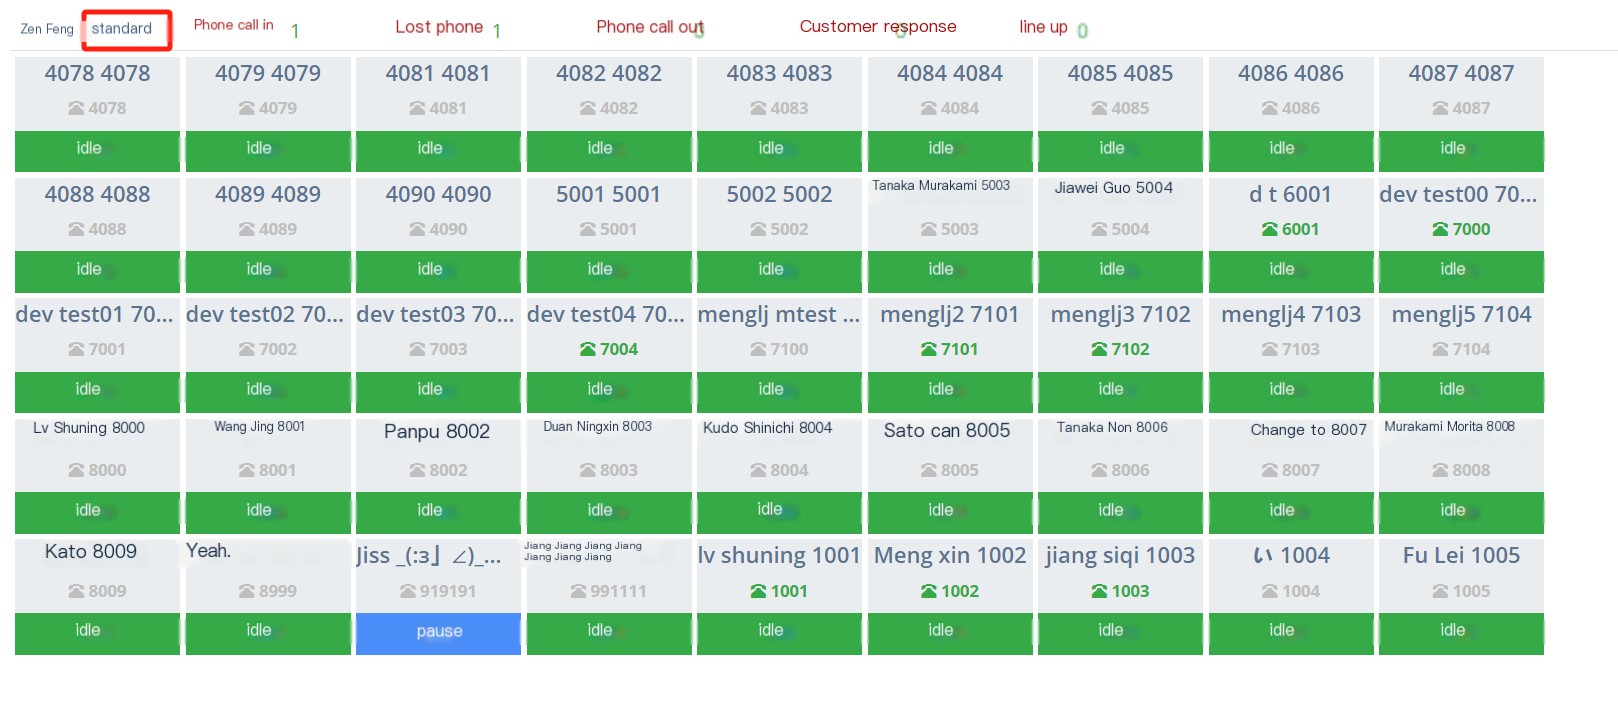 Zen Feng standard Phone call in 1 Lost phone 1 Phone call out 0 Customer response 0 line up 0
4078 4078 4079 4079 4081 4081 4082 4082 4083 4083 4084 4084 4085 4085 4086 4086 4087 4087
4078 4079 4081 4082 4083 4084 4085 4086 4087
idle idle idle idle idle idle idle idle idle
4088 4088 4089 4089 4090 4090 5001 5001 5002 5002 Tanaka Murakami 5003 Jiawei Guo 5004 d t 6001 dev test00 70...
4088 4089 4090 5001 5002 5003 5004 6001 7000
idle idle idle idle idle idle idle idle idle
dev test01 70... dev test02 70... dev test03 70... dev test04 70... menglj mtest ... menglj2 7101 menglj3 7102 menglj4 7103 menglj5 7104
7001 7002 7003 7004 7100 7101 7102 7103 7104
idle idle idle idle idle idle idle idle idle
Lv Shuning 8000 Wang Jing 8001 Panpu 8002 Duan Ningxin 8003 Kudo Shinichi 8004 Sato can 8005 Tanaka Non 8006 Change to 8007 Murakami Morita 8008
8000 8001 8002 8003 8004 8005 8006 8007 8008
idle idle idle idle idle idle idle idle idle
Kato 8009 Yeah. Jiss _(:з」∠)_... Jiang Jiang Jiang Jiang Jiang Jiang Jiang lv shuning 1001 Meng xin 1002 jiang siqi 1003 い 1004 Fu Lei 1005
8009 8999 919191 991111 1001 1002 1003 1004 1005
idle idle pause idle idle idle idle idle idle